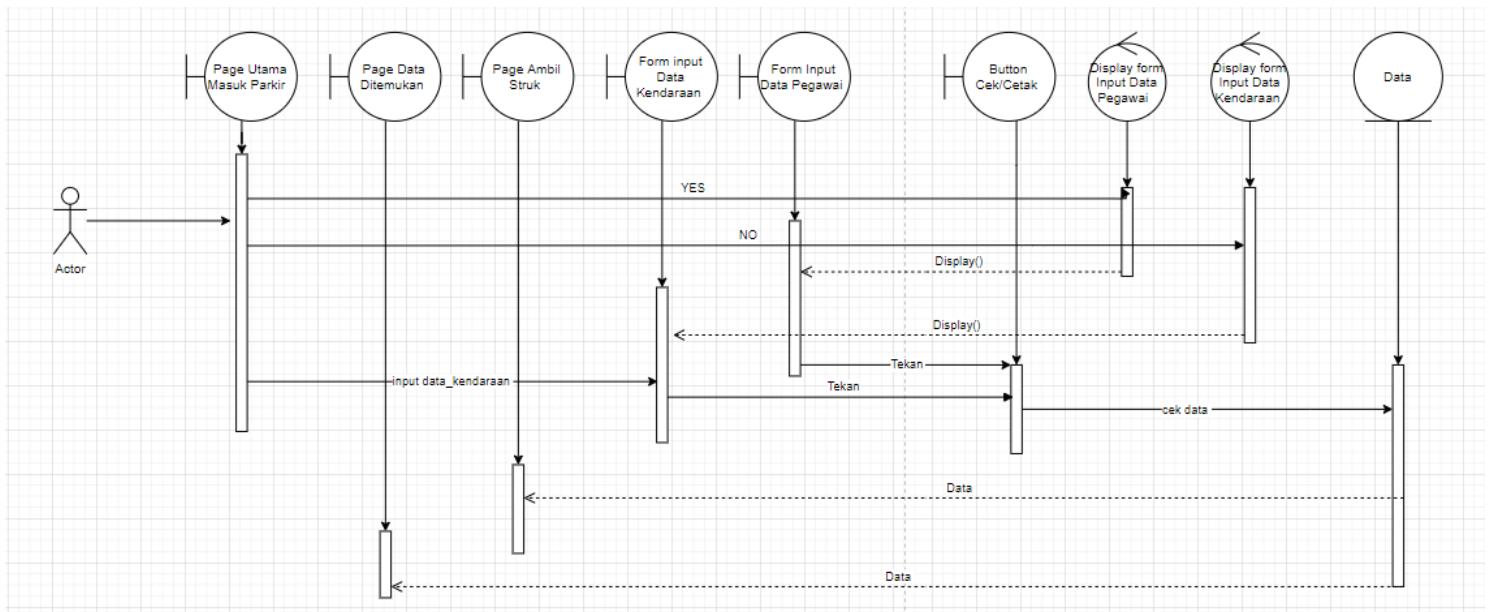 Page Utama
Masuk Parkir
Page Data
Ditemukan
Page Ambil
Struk
Form input
Data
Kendaraan
Form Input
Data Pegawai
Button
Cek/Cetak
Display form
Input Data
Pegawai
Display form
Input Data
Kendaraan
Data
Actor
YES
NO
Display()
Display()
Tekan
input data_kendaraan
Tekan
cek data
Data
Data